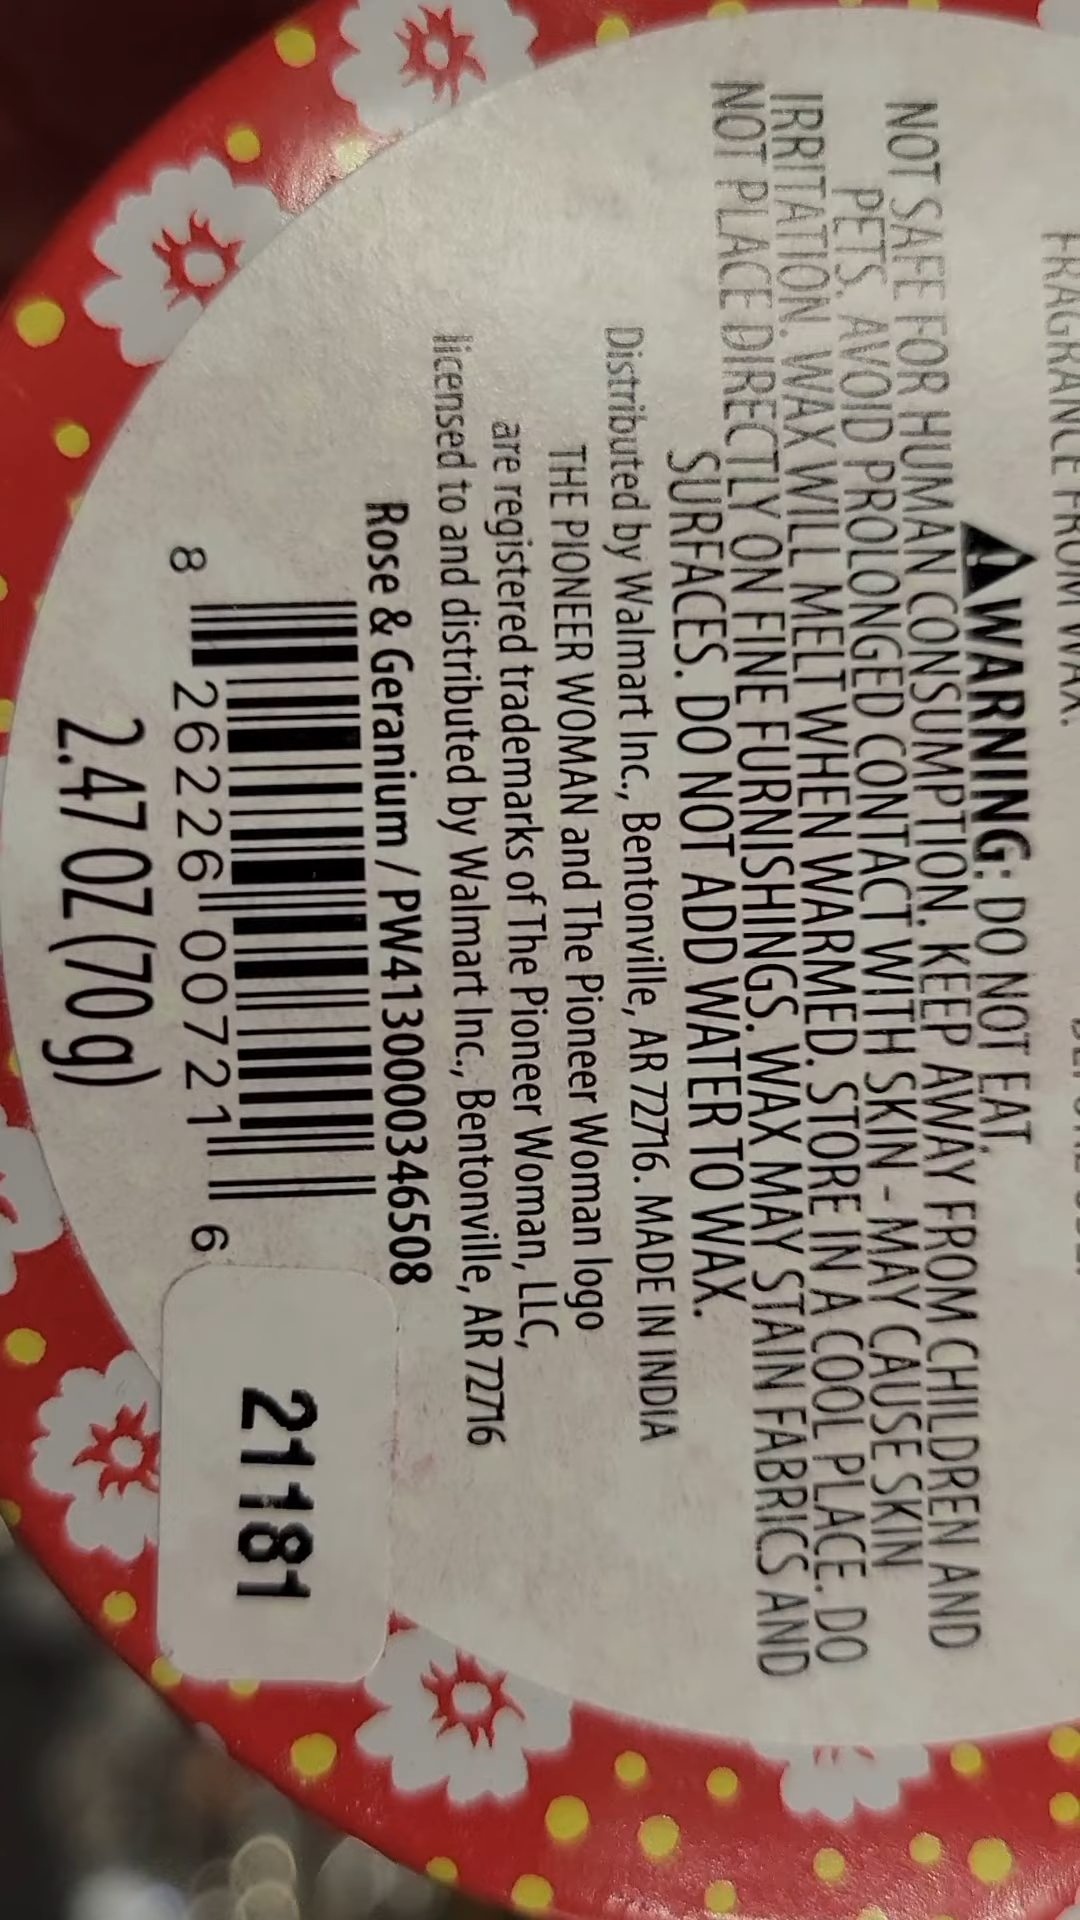 FRAGRANCE FROM WAX.
⚠WARNING: DO NOT EAT
NOT SAFE FOR HUMAN CONSUMPTION. KEEP AWAY FROM CHILDREN AND
PETS. AVOID PROLONGED CONTACT WITH SKIN - MAY CAUSE SKIN
IRRITATION. WAX WILL MELT WHEN WARMED. STORE IN A COOL PLACE. DO
NOT PLACE DIRECTLY ON FINE FURNISHINGS. WAX MAY STAIN FABRICS AND
SURFACES. DO NOT ADD WATER TO WAX.
Distributed by Walmart Inc., Bentonville, AR 72716. MADE IN INDIA
THE PIONEER WOMAN and The Pioneer Woman logo
are registered trademarks of The Pioneer Woman, LLC,
licensed to and distributed by Walmart Inc., Bentonville, AR 72716
Rose & Geranium / PW41300003465​08
8 26226 00721 6
2.47 OZ (70 g)
21181